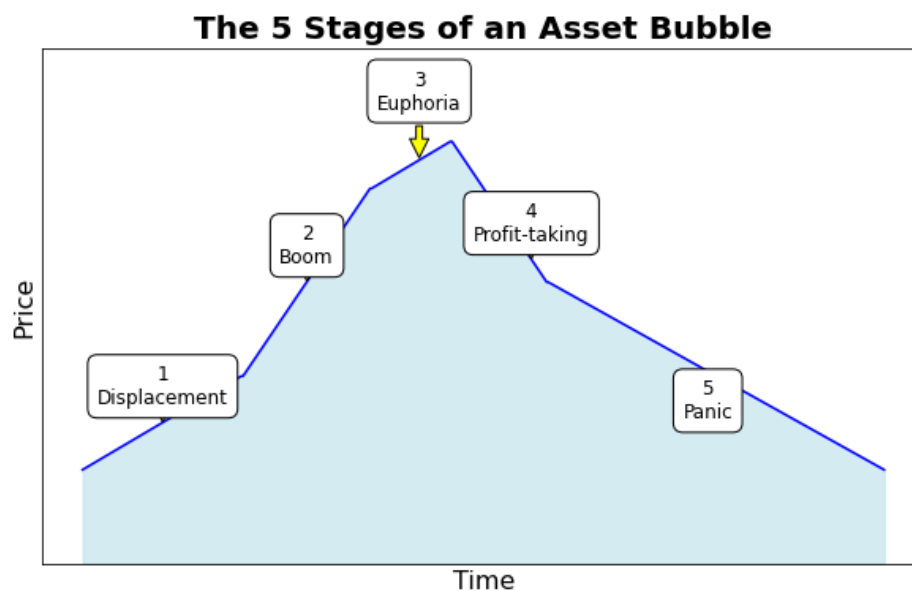 The 5 Stages of an Asset Bubble
3
Euphoria
4
Profit-taking
2
Boom
1
Displacement
5
Panic
Price
Time